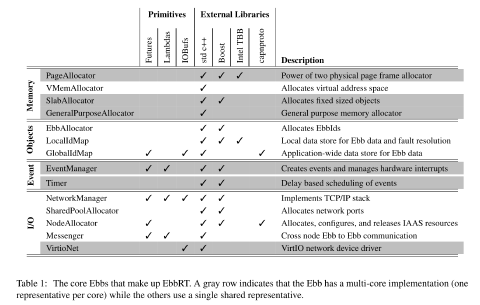 Primitives External Libraries
Futures Lambdas IOBufs std c++ Boost Intel TBB capnproto Description
Memory
PageAllocator ✓ ✓ ✓ Power of two physical page frame allocator
VMemAllocator ✓ Allocates virtual address space
SlabAllocator ✓ ✓ Allocates fixed sized objects
GeneralPurposeAllocator ✓ General purpose memory allocator
Objects
EbbAllocator ✓ ✓ Allocates EbbIds
LocalIdMap ✓ ✓ ✓ Local data store for Ebb data and fault resolution
GlobalIdMap ✓ ✓ ✓ ✓ Application-wide data store for Ebb data
Event
EventManager ✓ ✓ ✓ ✓ Creates events and manages hardware interrupts
Timer ✓ ✓ Delay based scheduling of events
I/O
NetworkManager ✓ ✓ ✓ ✓ ✓ Implements TCP/IP stack
SharedPoolAllocator ✓ ✓ Allocates network ports
NodeAllocator ✓ ✓ ✓ ✓ Allocates, configures, and releases IAAS resources
Messenger ✓ ✓ ✓ Cross node Ebb to Ebb communication
VirtioNet ✓ ✓ VirtIO network device driver
Table 1: The core Ebbs that make up EbbRT. A gray row indicates that the Ebb has a multi-core implementation (one
representative per core) while the others use a single shared representative.